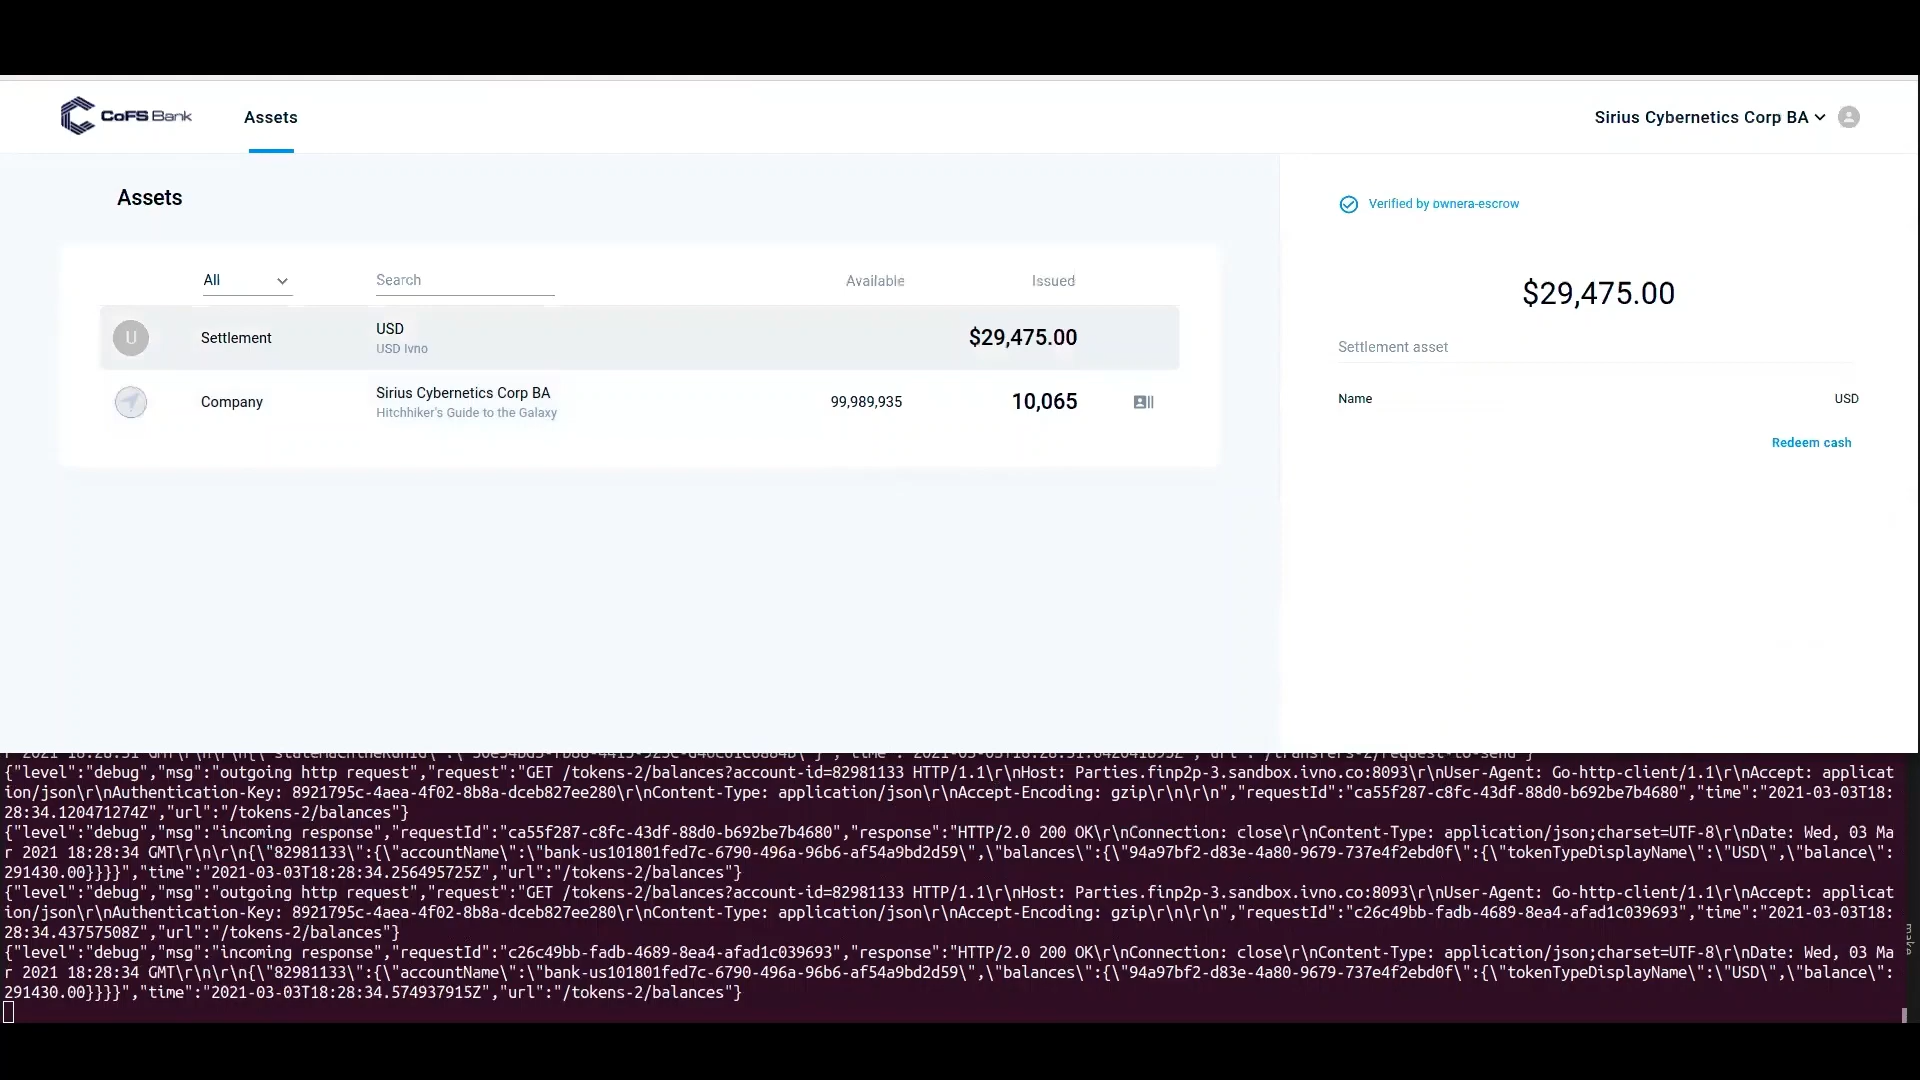 CoFS Bank
Assets
Sirius Cybernetics Corp BA
Assets
Verified by ownera-escrow
All
Search
Available
Issued
$29,475.00
U
Settlement
USD
USD Ivno
$29,475.00
Settlement asset
Company
Sirius Cybernetics Corp BA
Hitchhiker's Guide to the Galaxy
99,989,935
10,065
Name
USD
Redeem cash
{"level":"debug","msg":"outgoing http request","request":"GET /tokens-2/balances?account-id=82981133 HTTP/1.1\r\nHost: Parties.finp2p-3.sandbox.ivno.co:8093\r\nUser-Agent: Go-http-client/1.1\r\nAccept: applicat
ion/json\r\nAuthentication-Key: 8921795c-4aea-4f02-8b8a-dceb827ee280\r\nContent-Type: application/json\r\nAccept-Encoding: gzip\r\n\r\n","requestId":"ca55f287-c8fc-43df-88d0-b692be7b4680","time":"2021-03-03T18:
28:34.120471274Z","url":"/tokens-2/balances"}
{"level":"debug","msg":"incoming response","requestId":"ca55f287-c8fc-43df-88d0-b692be7b4680","response":"HTTP/2.0 200 OK\r\nConnection: close\r\nContent-Type: application/json;charset=UTF-8\r\nDate: Wed, 03 Ma
r 2021 18:28:34 GMT\r\n\r\n{\"82981133\":{\"accountName\":\"bank-us101801fed7c-6790-496a-96b6-af54a9bd2d59\",\"balances\":{\"94a97bf2-d83e-4a80-9679-737e4f2ebd0f\":{\"tokenTypeDisplayName\":\"USD\",\"balance\":
291430.00}}}}","time":"2021-03-03T18:28:34.256495725Z","url":"/tokens-2/balances"}
{"level":"debug","msg":"outgoing http request","request":"GET /tokens-2/balances?account-id=82981133 HTTP/1.1\r\nHost: Parties.finp2p-3.sandbox.ivno.co:8093\r\nUser-Agent: Go-http-client/1.1\r\nAccept: applicat
ion/json\r\nAuthentication-Key: 8921795c-4aea-4f02-8b8a-dceb827ee280\r\nContent-Type: application/json\r\nAccept-Encoding: gzip\r\n\r\n","requestId":"c26c49bb-fadb-4689-8ea4-afad1c039693","time":"2021-03-03T18:
28:34.43757508Z","url":"/tokens-2/balances"}
{"level":"debug","msg":"incoming response","requestId":"c26c49bb-fadb-4689-8ea4-afad1c039693","response":"HTTP/2.0 200 OK\r\nConnection: close\r\nContent-Type: application/json;charset=UTF-8\r\nDate: Wed, 03 Ma
r 2021 18:28:34 GMT\r\n\r\n{\"82981133\":{\"accountName\":\"bank-us101801fed7c-6790-496a-96b6-af54a9bd2d59\",\"balances\":{\"94a97bf2-d83e-4a80-9679-737e4f2ebd0f\":{\"tokenTypeDisplayName\":\"USD\",\"balance\":
291430.00}}}}","time":"2021-03-03T18:28:34.574937915Z","url":"/tokens-2/balances"}